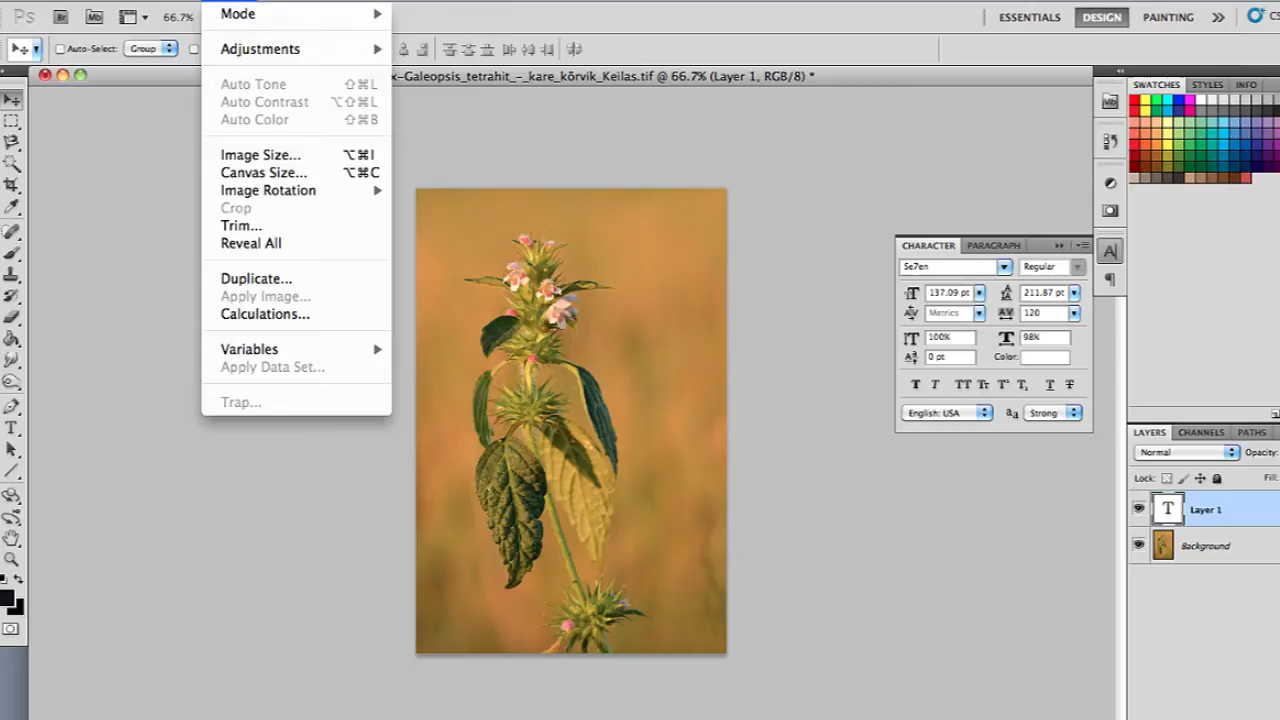 Ps Br Mb 66.7% ESSENTIALS DESIGN PAINTING CS
Auto-Select: Group
x-Galeopsis_tetrahit_-_kare_kõrvik_Keilas.tif @ 66.7% (Layer 1, RGB/8) *
Mode
Adjustments
Auto Tone ⇧⌘L
Auto Contrast ⌥⇧⌘L
Auto Color ⇧⌘B
Image Size... ⌥⌘I
Canvas Size... ⌥⌘C
Image Rotation
Crop
Trim...
Reveal All
Duplicate...
Apply Image...
Calculations...
Variables
Apply Data Set...
Trap...
SWATCHES STYLES INFO
Mb
CHARACTER PARAGRAPH
Se7en Regular
137.09 pt 211.87 pt
Metrics 120
100% 98%
0 pt Color:
English: USA Strong
LAYERS CHANNELS PATHS
Normal Opacity:
Lock: Fill:
T Layer 1
Background